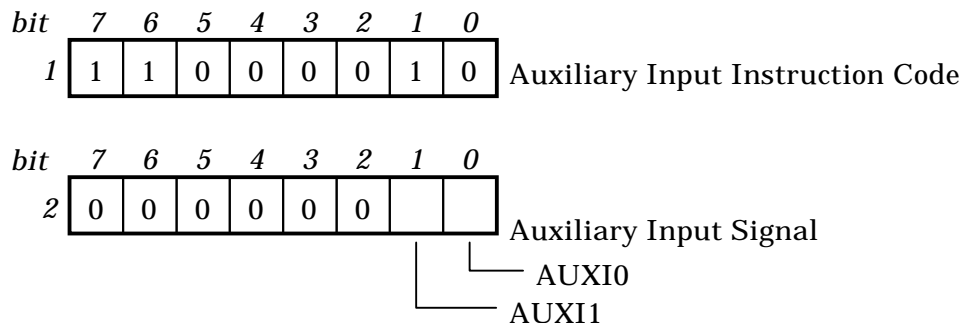 bit 7 6 5 4 3 2 1 0
1 1 1 0 0 0 0 1 0 Auxiliary Input Instruction Code
bit 7 6 5 4 3 2 1 0
2 0 0 0 0 0 0
Auxiliary Input Signal
AUXI0
AUXI1